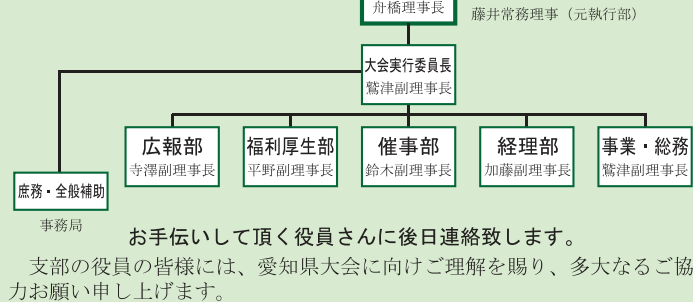 舟橋理事長
藤井常務理事（元執行部）
大会実行委員長
鷲津副理事長
広報部
寺澤副理事長
福利厚生部
平野副理事長
催事部
鈴木副理事長
経理部
加藤副理事長
事業・総務
鷲津副理事長
庶務・全般補助
事務局
お手伝いして頂く役員さんに後日連絡致します。
支部の役員の皆様には、愛知県大会に向けご理解を賜り、多大なるご協
力お願い申し上げます。